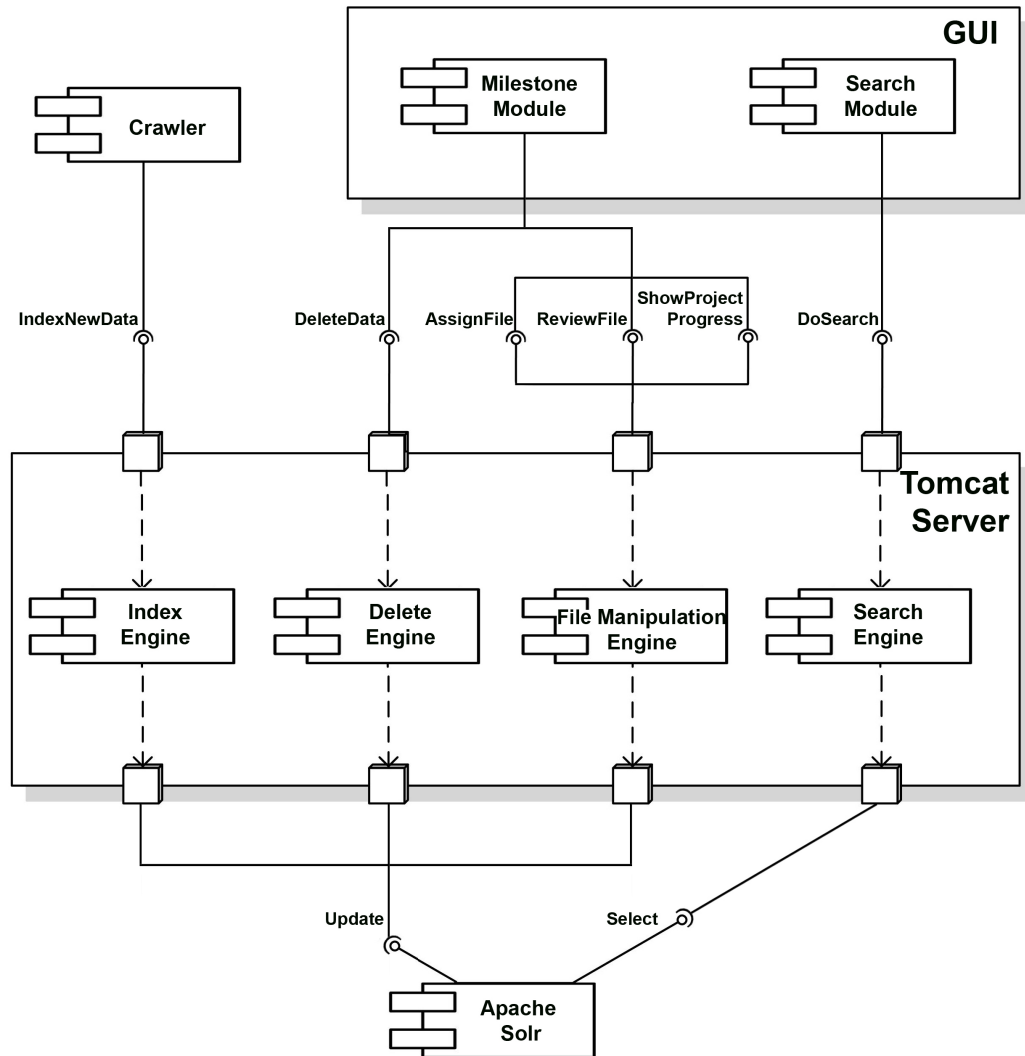 GUI
Milestone
Module
Search
Module
Crawler
IndexNewData
DeleteData
AssignFile
ReviewFile
ShowProject
Progress
DoSearch
Tomcat
Server
Index
Engine
Delete
Engine
File Manipulation
Engine
Search
Engine
Update
Select
Apache
Solr